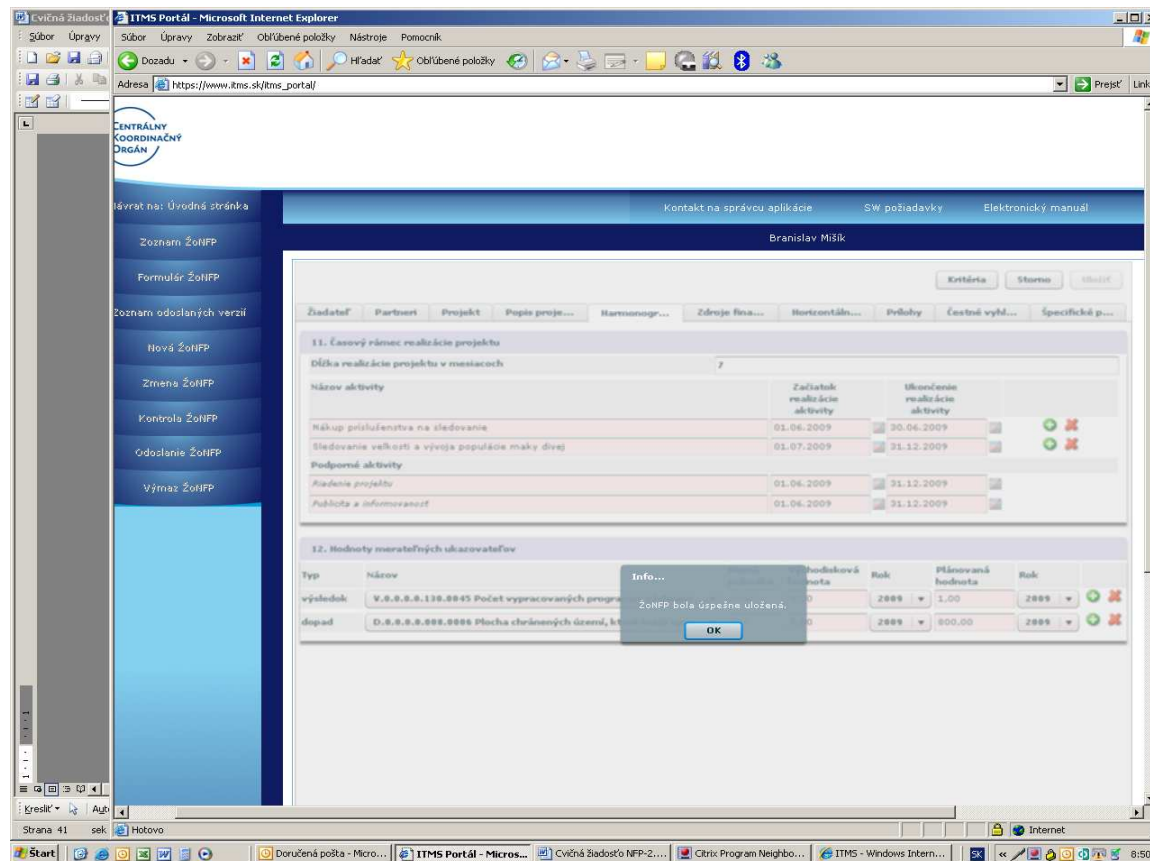 Cvičná žiadosť
ITMS Portál - Microsoft Internet Explorer
Súbor Úpravy
Súbor Úpravy Zobraziť Obľúbené položky Nástroje Pomocník
Dozadu Hľadať Obľúbené položky
Adresa https://www.itms.sk/itms_portal/ Prejsť Link
CENTRÁLNY
KOORDINAČNÝ
ORGÁN
Návrat na: Úvodná stránka
Kontakt na správcu aplikácie SW požiadavky Elektronický manuál
Branislav Mišík
Zoznam ŽoNFP
Formulár ŽoNFP
Zoznam odoslaných verzií
Nová ŽoNFP
Zmena ŽoNFP
Kontrola ŽoNFP
Odoslanie ŽoNFP
Výmaz ŽoNFP
Kritéria Storno Uložiť
Žiadateľ Partneri Projekt Popis proje... Harmonogr... Zdroje fina... Horizontáln... Prílohy Čestné vyhl... Špecifické p...
11. Časový rámec realizácie projektu
Dĺžka realizácie projektu v mesiacoch 7
Názov aktivity Začiatok realizácie aktivity Ukončenie realizácie aktivity
Nákup príslušenstva na sledovanie 01.06.2009 30.06.2009
Sledovanie velkosti a vývoja populácie maky divej 01.07.2009 31.12.2009
Podporné aktivity
Riadenie projektu 01.06.2009 31.12.2009
Publicita a informovanosť 01.06.2009 31.12.2009
12. Hodnoty merateľných ukazovateľov
Typ Názov Východisková hodnota Rok Plánovaná hodnota Rok
výsledok V.0.0.0.0.130.0045 Počet vypracovaných progra 2009 1.00 2009
dopad D.0.0.0.0.000.0006 Plocha chránených území, kt 2009 800.00 2009
Info...
ŽoNFP bola úspešne uložená.
OK
Kresliť
Strana 41 sek
Hotovo Internet
Štart Doručená pošta - Micro... ITMS Portál - Micros... Cvičná žiadosťo NFP-2.... Citrix Program Neighbo... ITMS - Windows Intern... SK « 8:50